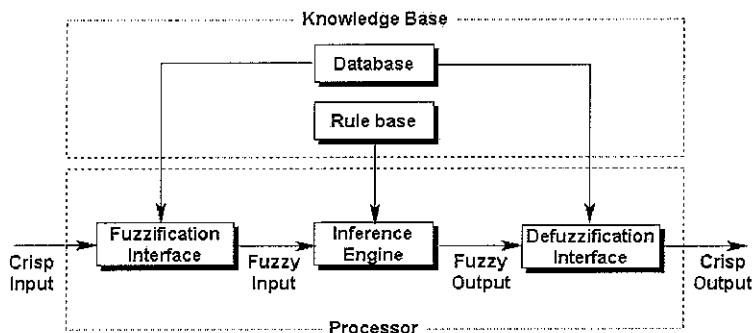 Knowledge Base
Database
Rule base
Fuzzification
Interface
Inference
Engine
Defuzzification
Interface
Crisp
Input
Fuzzy
Input
Fuzzy
Output
Crisp
Output
Processor